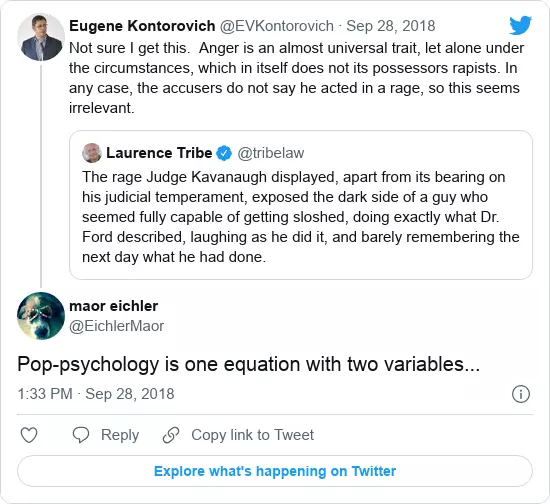 Eugene Kontorovich @EVKontorovich · Sep 28, 2018
Not sure I get this.  Anger is an almost universal trait, let alone under
the circumstances, which in itself does not its possessors rapists. In
any case, the accusers do not say he acted in a rage, so this seems
irrelevant.
Laurence Tribe @tribelaw
The rage Judge Kavanaugh displayed, apart from its bearing on
his judicial temperament, exposed the dark side of a guy who
seemed fully capable of getting sloshed, doing exactly what Dr.
Ford described, laughing as he did it, and barely remembering the
next day what he had done.
maor eichler
@EichlerMaor
Pop-psychology is one equation with two variables...
1:33 PM · Sep 28, 2018
Reply
Copy link to Tweet
Explore what's happening on Twitter